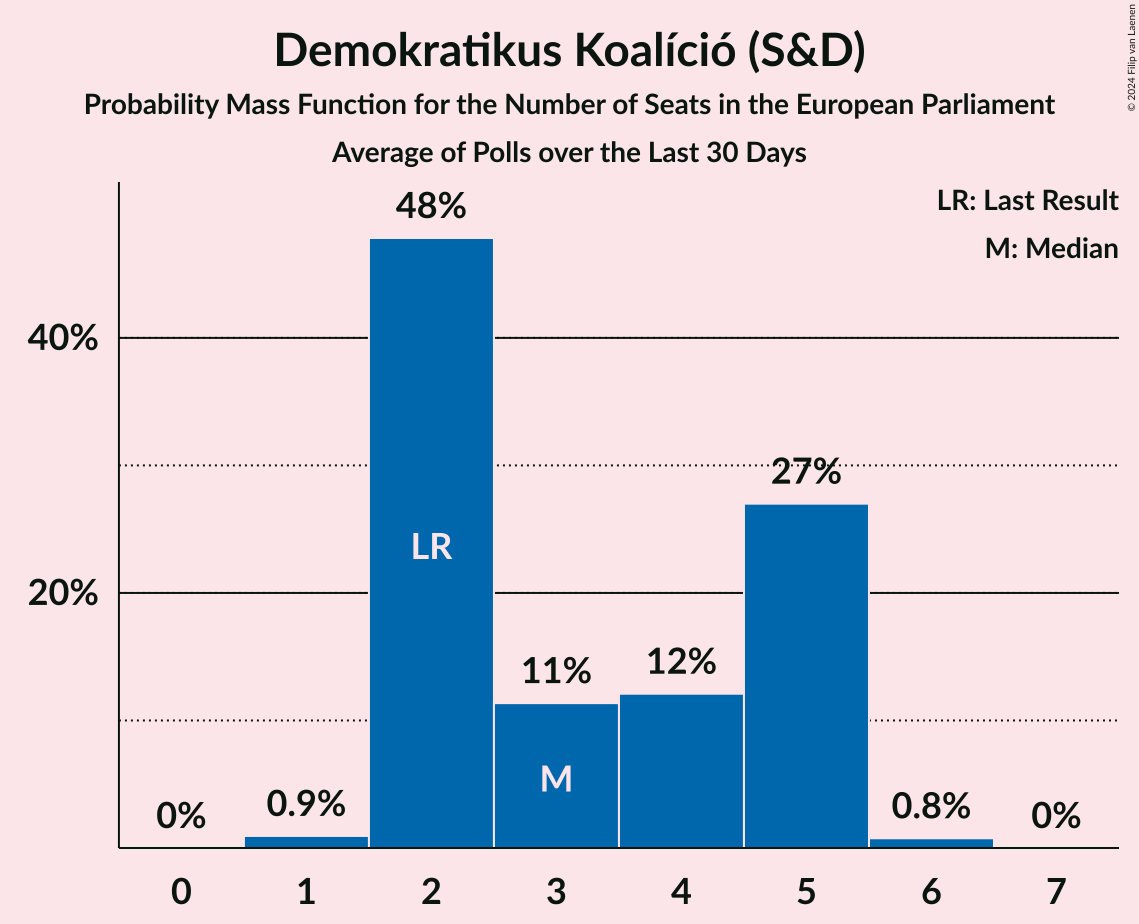 Demokratikus Koalíció (S&D)
Probability Mass Function for the Number of Seats in the European Parliament
Average of Polls over the Last 30 Days
© 2024 Filip van Laenen
LR: Last Result
M: Median
48%
40%
27%
LR
20%
11%
12%
M
0%
0.9%
0.8%
0%
0 1 2 3 4 5 6 7